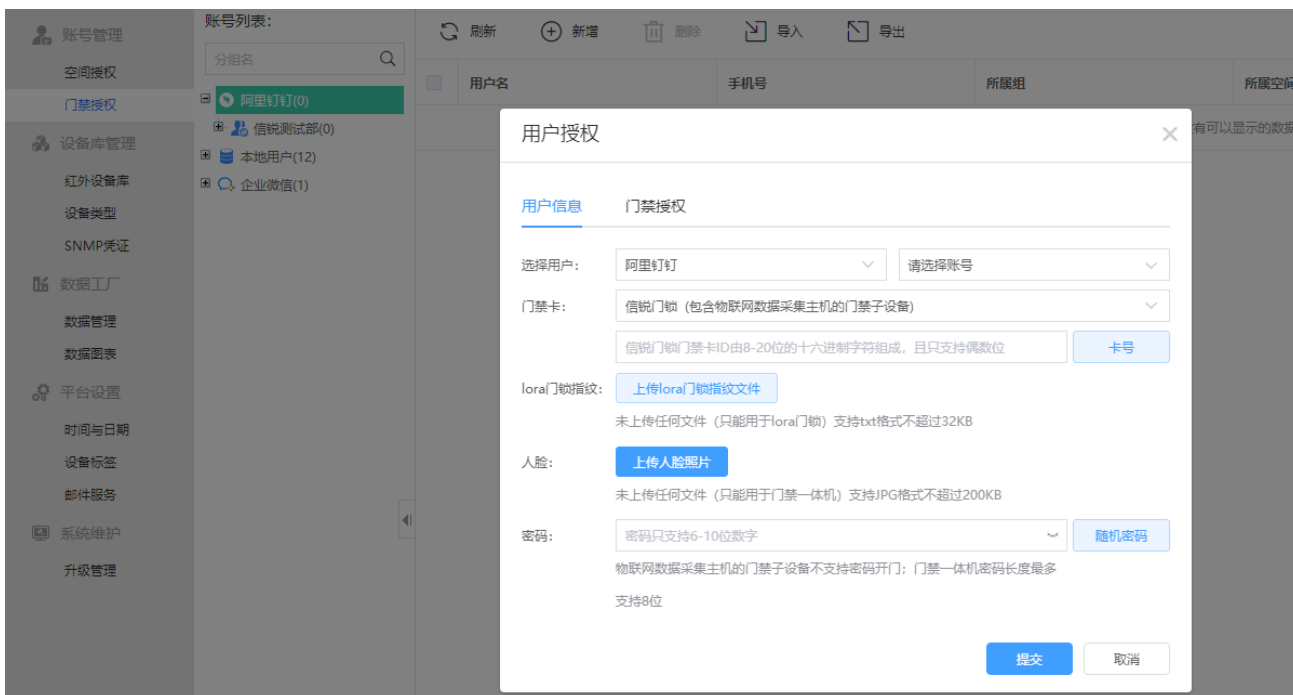 账号管理
空间授权
门禁授权
设备库管理
红外设备库
设备类型
SNMP凭证
数据工厂
数据管理
数据图表
平台设置
时间与日期
设备标签
邮件服务
系统维护
升级管理
账号列表：
分组名
阿里钉钉(0)
信锐测试部(0)
本地用户(12)
企业微信(1)
刷新 新增 删除 导入 导出
用户名 手机号 所属组 所属空间
有可以显示的数据
用户授权
用户信息 门禁授权
选择用户： 阿里钉钉 请选择账号
门禁卡： 信锐门锁 (包含物联网数据采集主机的门禁子设备)
信锐门锁门禁卡ID由8-20位的十六进制字符组成，且只支持偶数位 卡号
lora门锁指纹： 上传lora门锁指纹文件
未上传任何文件（只能用于lora门锁）支持txt格式不超过32KB
人脸： 上传人脸照片
未上传任何文件（只能用于门禁一体机）支持JPG格式不超过200KB
密码： 密码只支持6-10位数字 随机密码
物联网数据采集主机的门禁子设备不支持密码开门；门禁一体机密码长度最多
支持8位
提交 取消